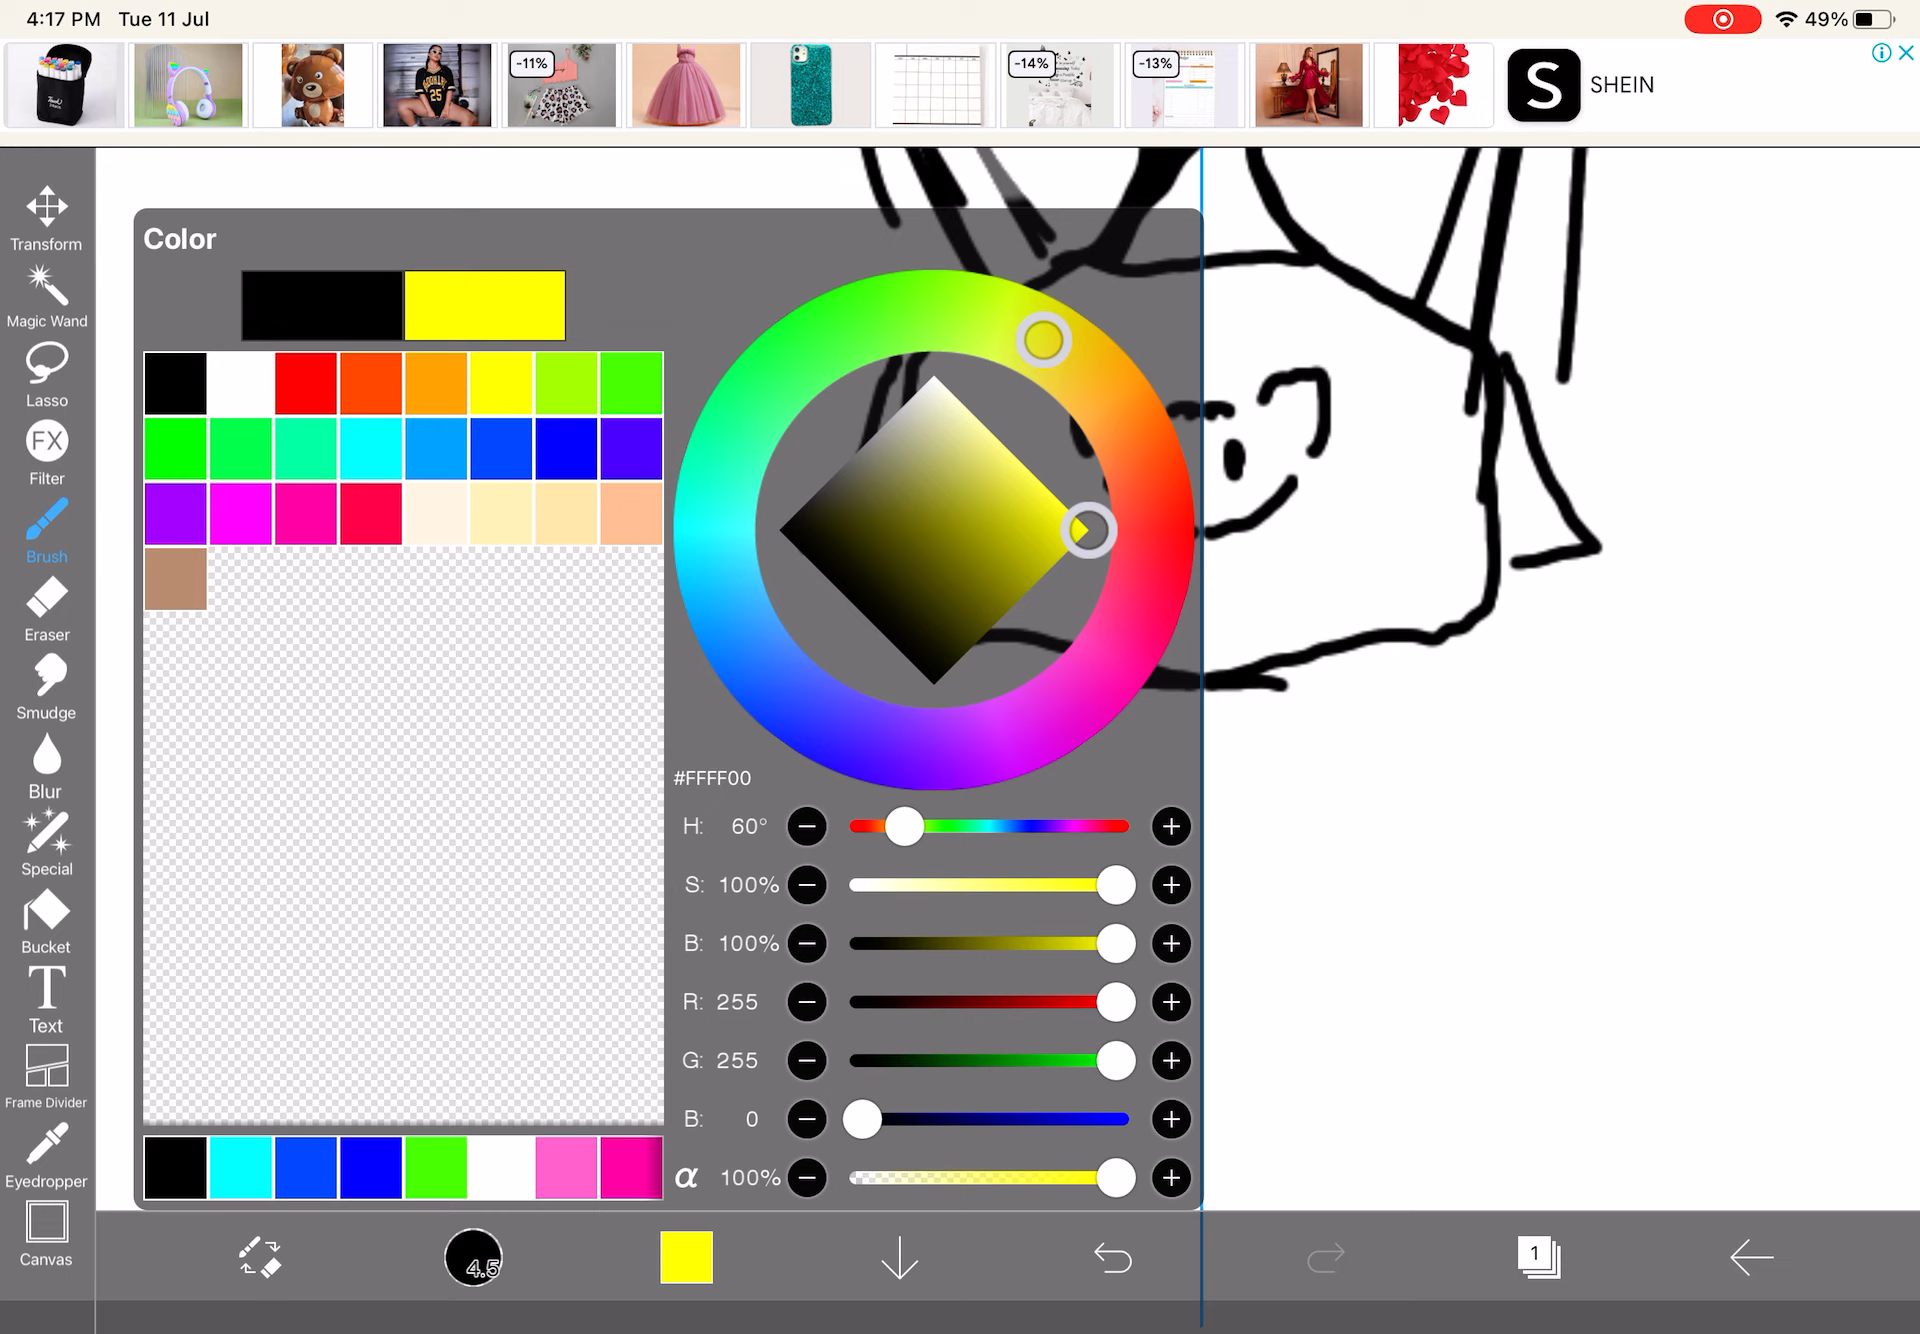 4:17 PM Tue 11 Jul
49%
-11%
-14%
-13%
S SHEIN
Transform
Magic Wand
Lasso
FX
Filter
Brush
Eraser
Smudge
Blur
Special
Bucket
T
Text
Frame Divider
Eyedropper
Canvas
Color
#FFFF00
H: 60°
S: 100%
B: 100%
R: 255
G: 255
B: 0
α 100%
4.5
1